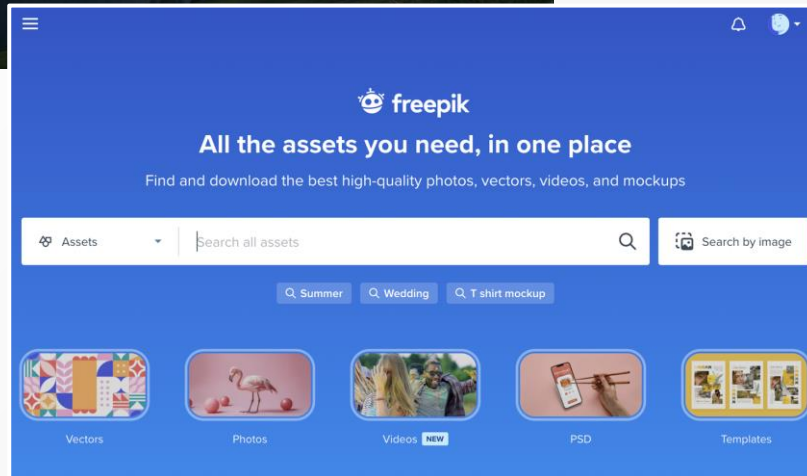 freepik
All the assets you need, in one place
Find and download the best high-quality photos, vectors, videos, and mockups
Assets
Search all assets
Search by image
Summer
Wedding
T shirt mockup
Vectors
Photos
Videos NEW
PSD
Templates